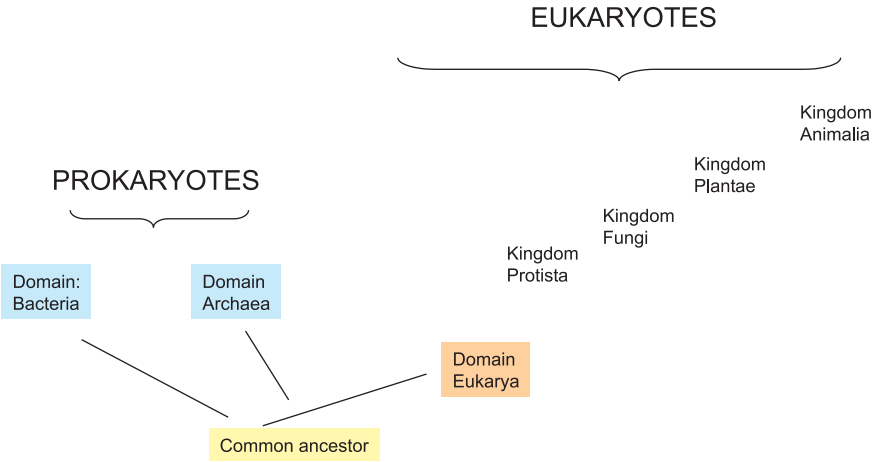 EUKARYOTES
Kingdom
Animalia
Kingdom
Plantae
PROKARYOTES
Kingdom
Fungi
Kingdom
Protista
Domain:
Bacteria
Domain
Archaea
Domain
Eukarya
Common ancestor